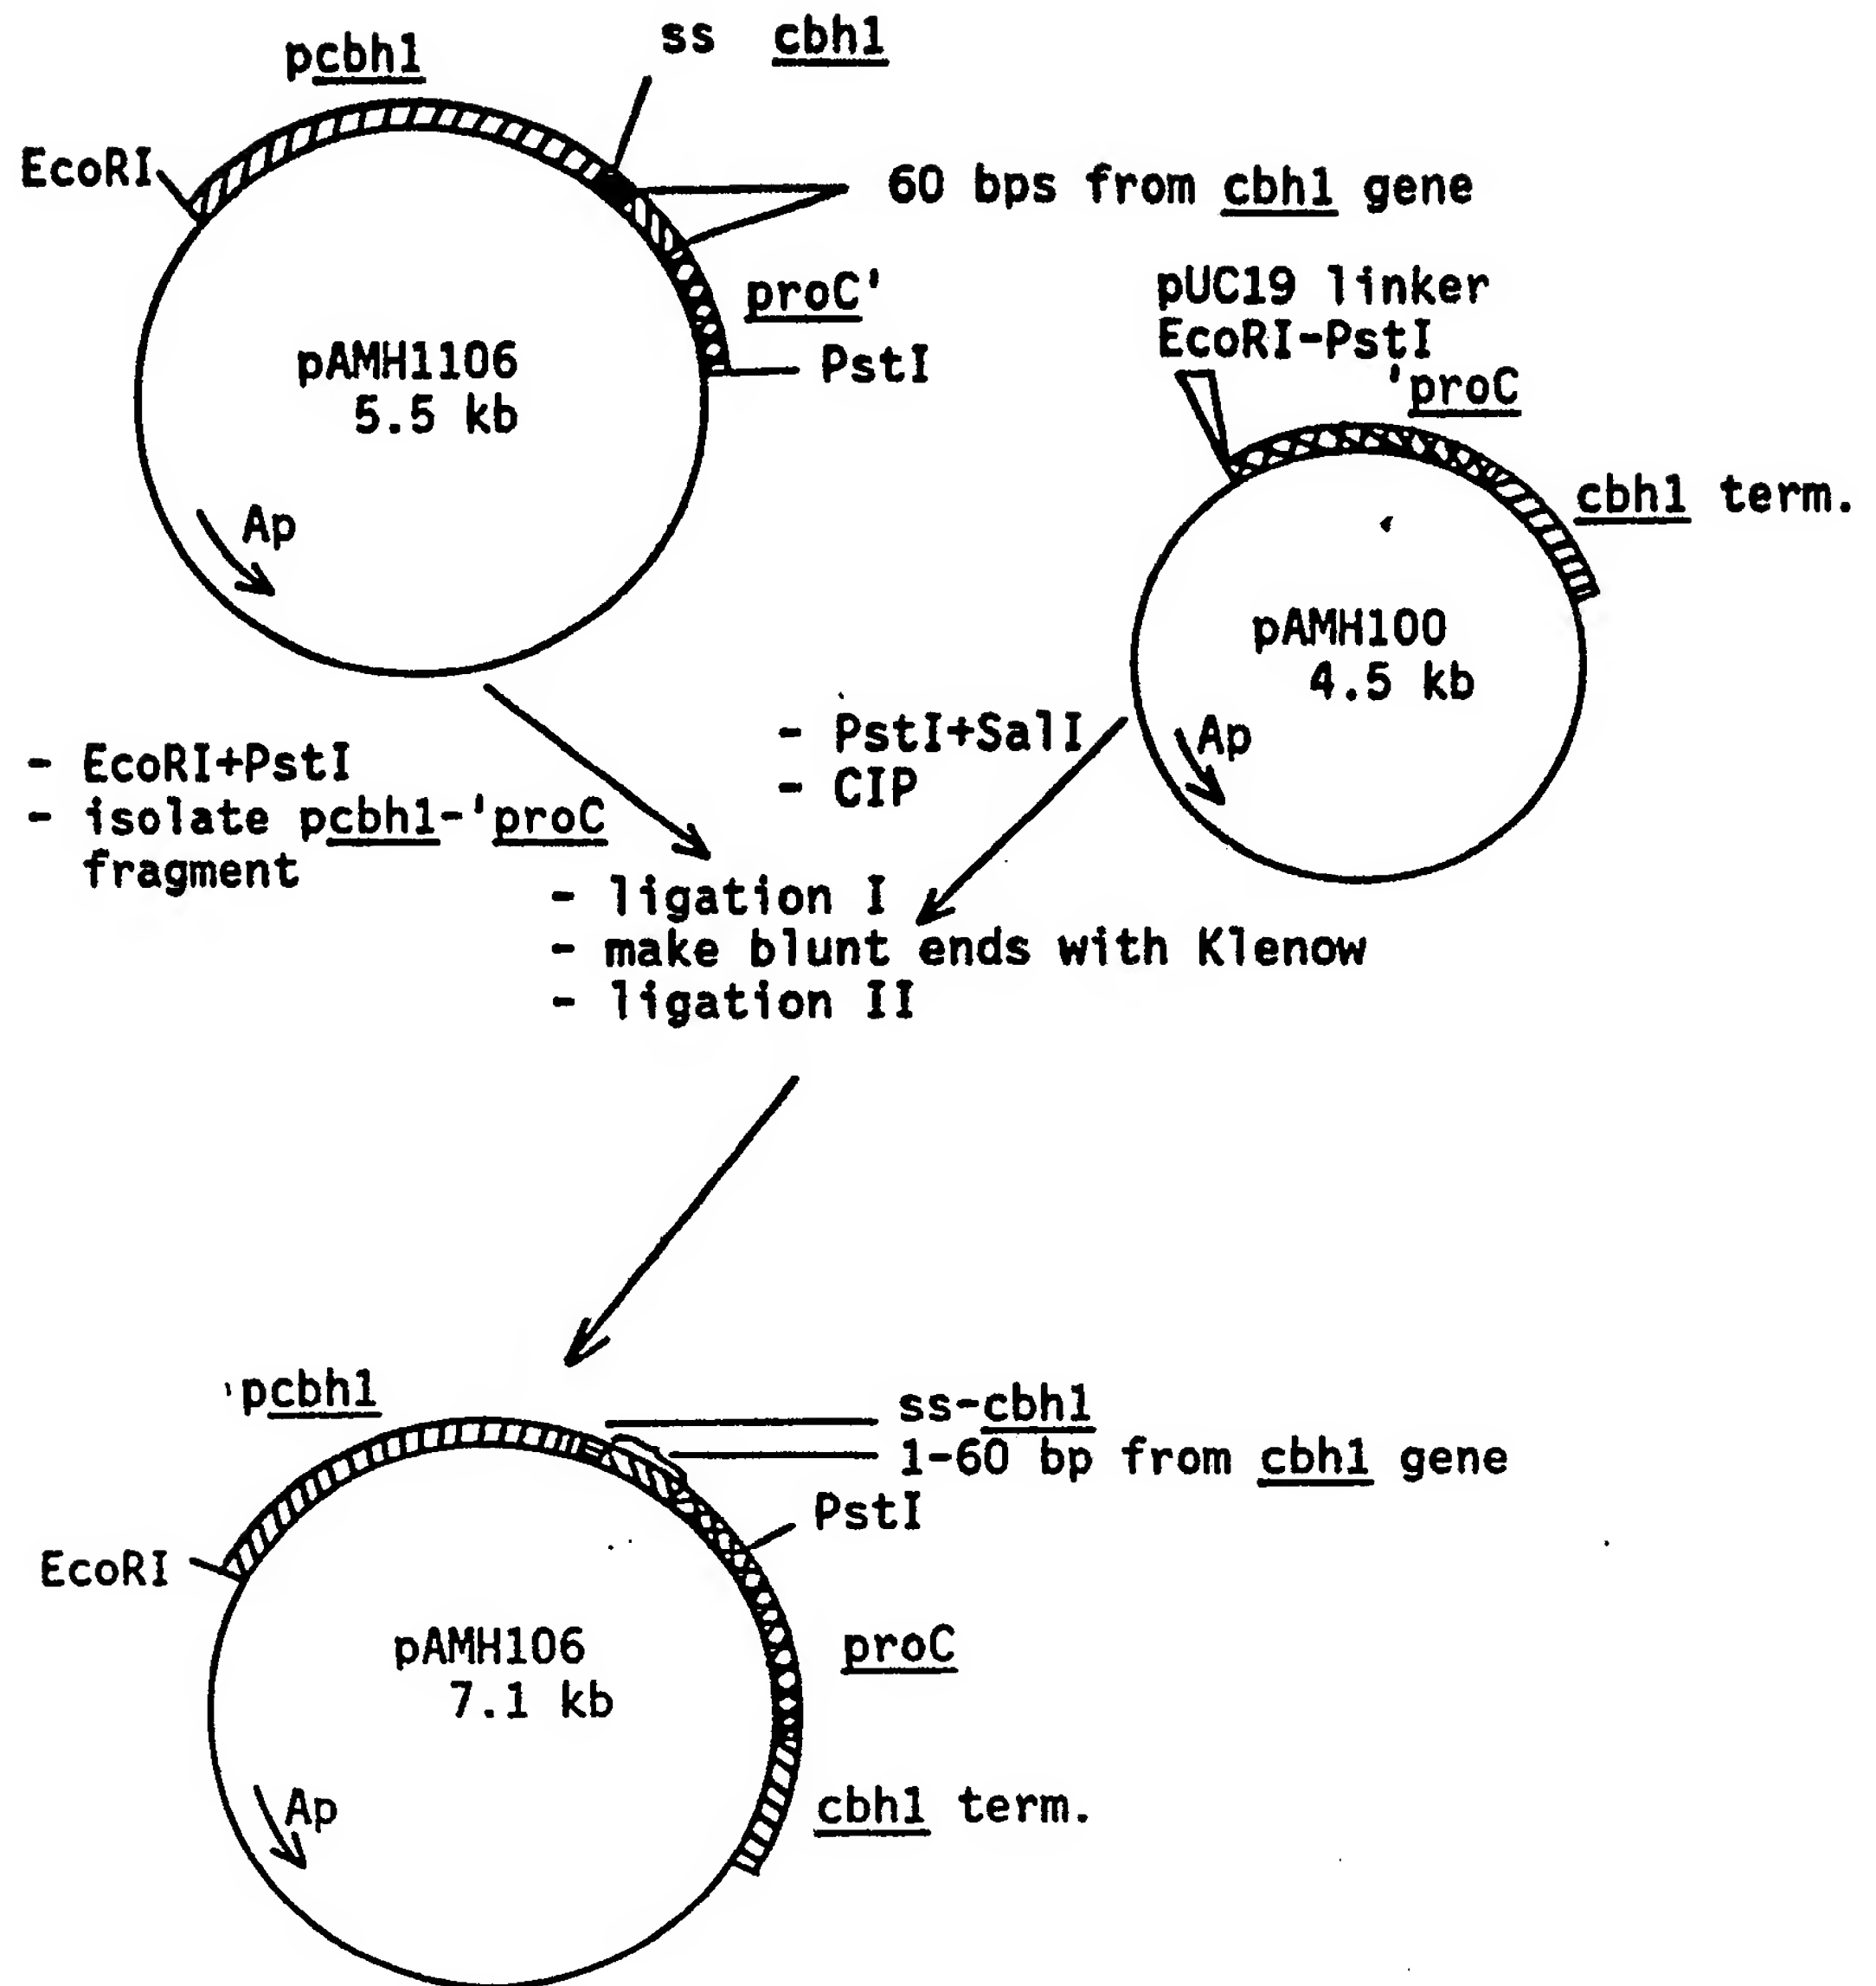 pcbh1
ss cbh1
EcoRI
60 bps from cbh1 gene
proC'
PstI
pAMH1106
5.5 kb
Ap
pUC19 linker
EcoRI-PstI
'proC
cbh1 term.
pAMH100
4.5 kb
Ap
- EcoRI+PstI
- isolate pcbh1-'proC
fragment
- PstI+SalI
- CIP
- ligation I
- make blunt ends with Klenow
- ligation II
pcbh1
ss-cbh1
1-60 bp from cbh1 gene
PstI
EcoRI
pAMH106
7.1 kb
proC
Ap
cbh1 term.